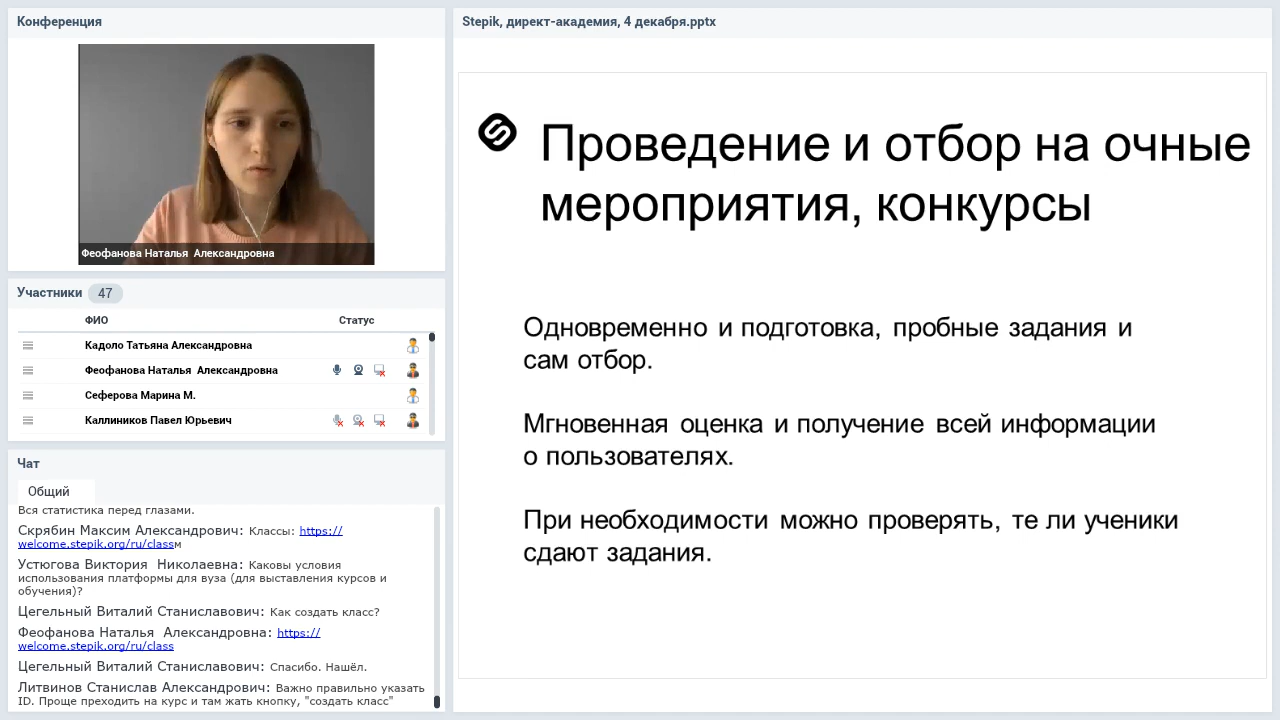 Конференция
Феофанова Наталья  Александровна
Участники 47
ФИО Статус
Кадоло Татьяна Александровна
Феофанова Наталья  Александровна
Сеферова Марина М.
Каллиников Павел Юрьевич
Чат
Общий
Вся статистика перед глазами.
Скрябин Максим Александрович: Классы: https://
welcome.stepik.org/ru/classм
Устюгова Виктория  Николаевна: Каковы условия
использования платформы для вуза (для выставления курсов и
обучения)?
Цегельный Виталий Станиславович: Как создать класс?
Феофанова Наталья  Александровна: https://
welcome.stepik.org/ru/class
Цегельный Виталий Станиславович: Спасибо. Нашёл.
Литвинов Станислав Александрович: Важно правильно указать
ID. Проще преходить на курс и там жать кнопку, "создать класс"
Stepik, директ-академия, 4 декабря.pptx
Проведение и отбор на очные
мероприятия, конкурсы
Одновременно и подготовка, пробные задания и
сам отбор.
Мгновенная оценка и получение всей информации
о пользователях.
При необходимости можно проверять, те ли ученики
сдают задания.